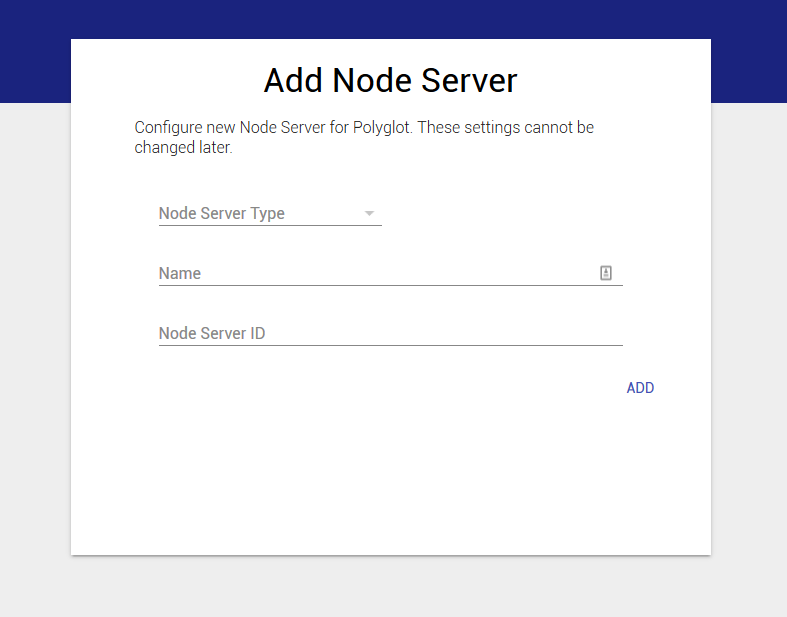 Add Node Server
Configure new Node Server for Polyglot. These settings cannot be
changed later.
Node Server Type
Name
Node Server ID
ADD